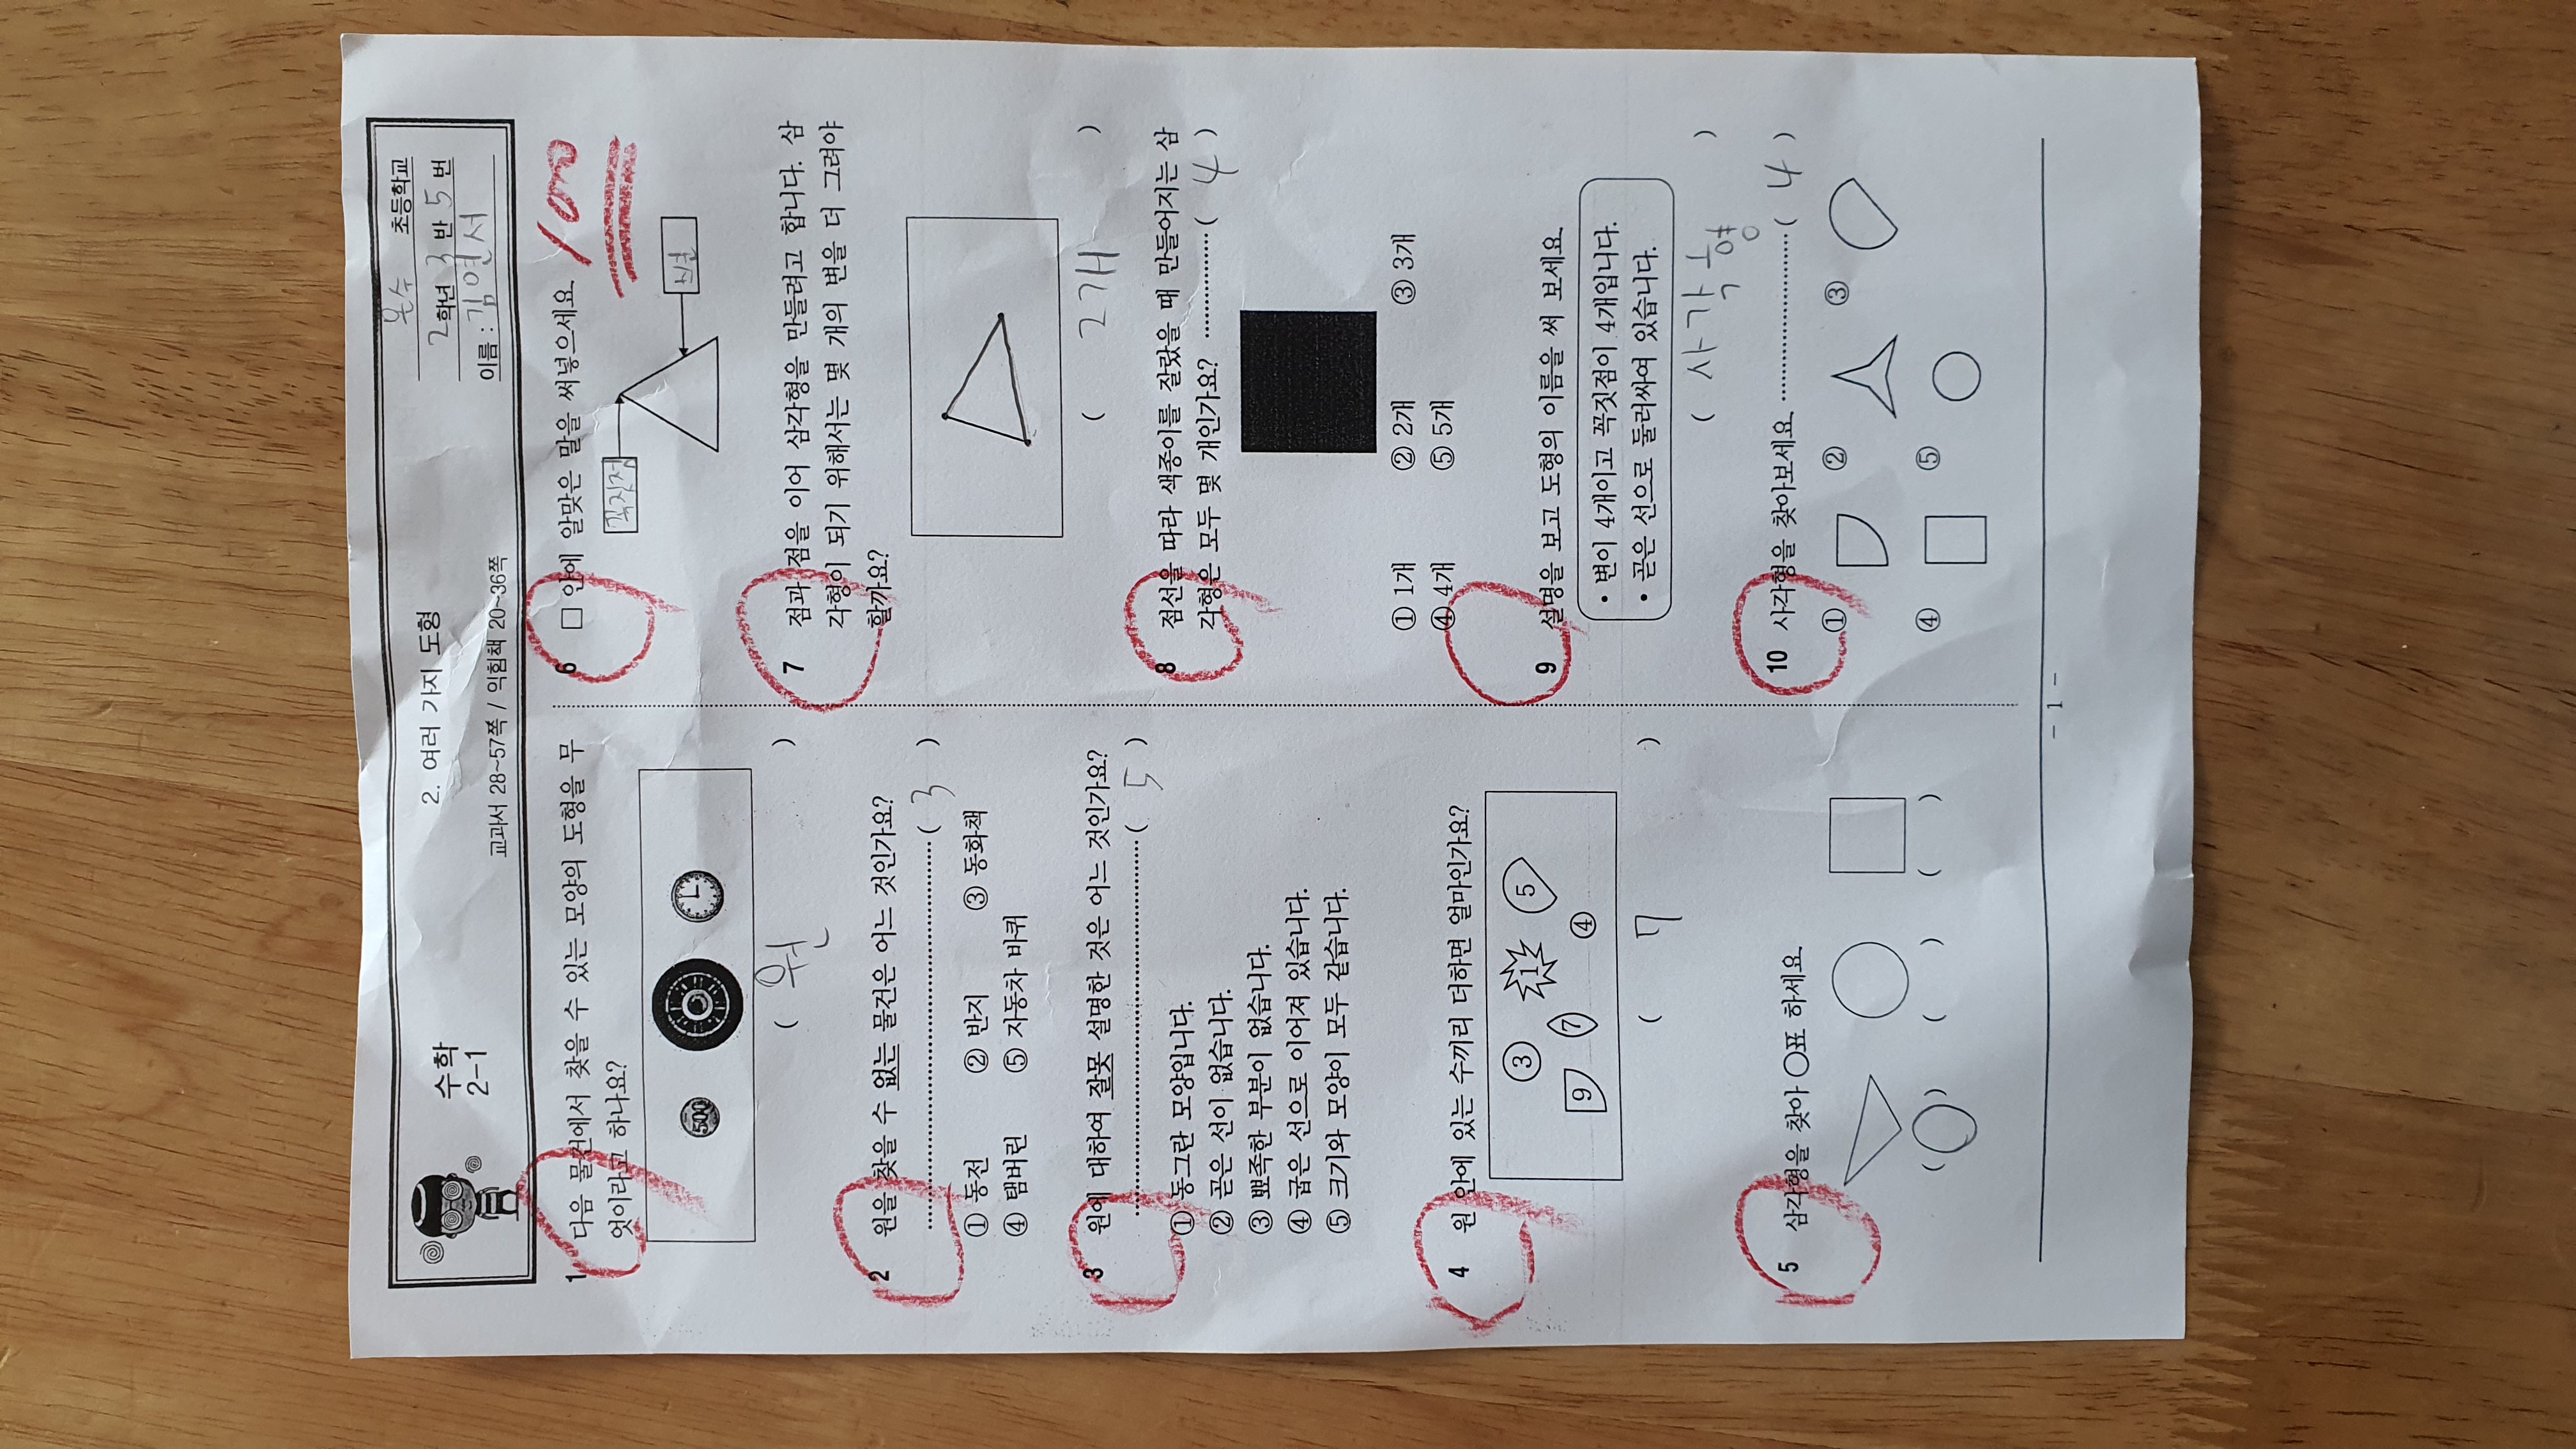 수학
2-1
2. 여러 가지 도형
교과서 28~57쪽 / 익힘책 20~36쪽
온수 초등학교
2학년 3 반 5 번
이름 : 김연서
1 다음 물건에서 찾을 수 있는 모양의 도형을 무
엇이라고 하나요?
500
( 원 )
2 원을 찾을 수 없는 물건은 어느 것인가요?
( 3 )
① 동전 ② 반지 ③ 동화책
④ 탬버린 ⑤ 자동차 바퀴
3 원에 대하여 잘못 설명한 것은 어느 것인가요?
( 5 )
① 동그란 모양입니다.
② 곧은 선이 없습니다.
③ 뾰족한 부분이 없습니다.
④ 굽은 선으로 이어져 있습니다.
⑤ 크기와 모양이 모두 같습니다.
4 원 안에 있는 수끼리 더하면 얼마인가요?
3 1 5
9 7 4
( 7 )
5 삼각형을 찾아 ○표 하세요.
(○) ( ) ( )
6 □ 안에 알맞은 말을 써넣으세요.
100
꼭짓점
변
7 점과 점을 이어 삼각형을 만들려고 합니다. 삼
각형이 되기 위해서는 몇 개의 변을 더 그려야
할까요?
( 2개 )
8 점선을 따라 색종이를 잘랐을 때 만들어지는 삼
각형은 모두 몇 개인가요? ( 4 )
① 1개 ② 2개 ③ 3개
④ 4개 ⑤ 5개
9 설명을 보고 도형의 이름을 써 보세요.
• 변이 4개이고 꼭짓점이 4개입니다.
• 곧은 선으로 둘러싸여 있습니다.
( 사각형 )
10 사각형을 찾아보세요. ( 4 )
① ② ③
④ ⑤
- 1 -